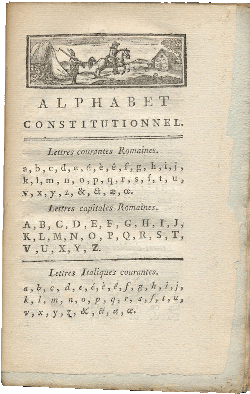 ALPHABET
CONSTITUTIONNEL.
Lettres courantes Romaines.
a, b, c, d, e, é, è, ê, f, g, h, i, j,
k, l, m, n, o, p, q, r, s, ſ, t, u,
v, x, y, z, &, æ, œ.
Lettres capitales Romaines.
A, B, C, D, E, F, G, H, I, J,
K, L, M, N, O, P, Q, R, S, T,
V, U, X, Y, Z.
Lettres Italiques courantes.
a, b, c, d, e, é, è, ê, f, g, h, i, j,
k, l, m, n, o, p, q, r, s, ſ, t, u,
v, x, y, z, &, æ, œ.